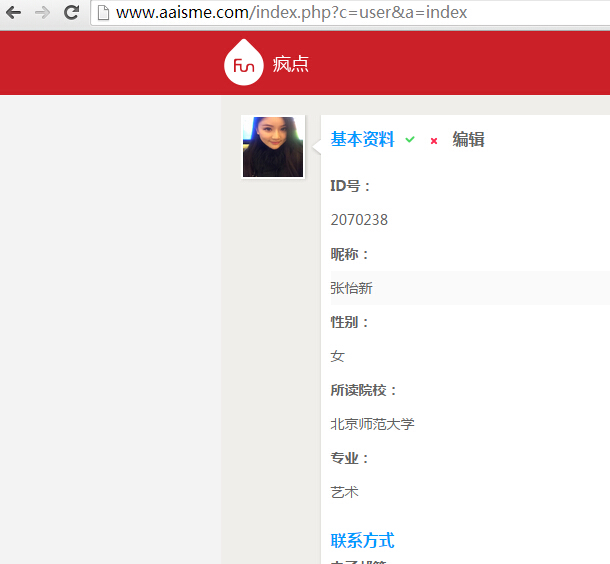 www.aaisme.com/index.php?c=user&a=index
Fun 疯点
基本资料 编辑
ID号：
2070238
昵称：
张怡新
性别：
女
所读院校：
北京师范大学
专业：
艺术
联系方式